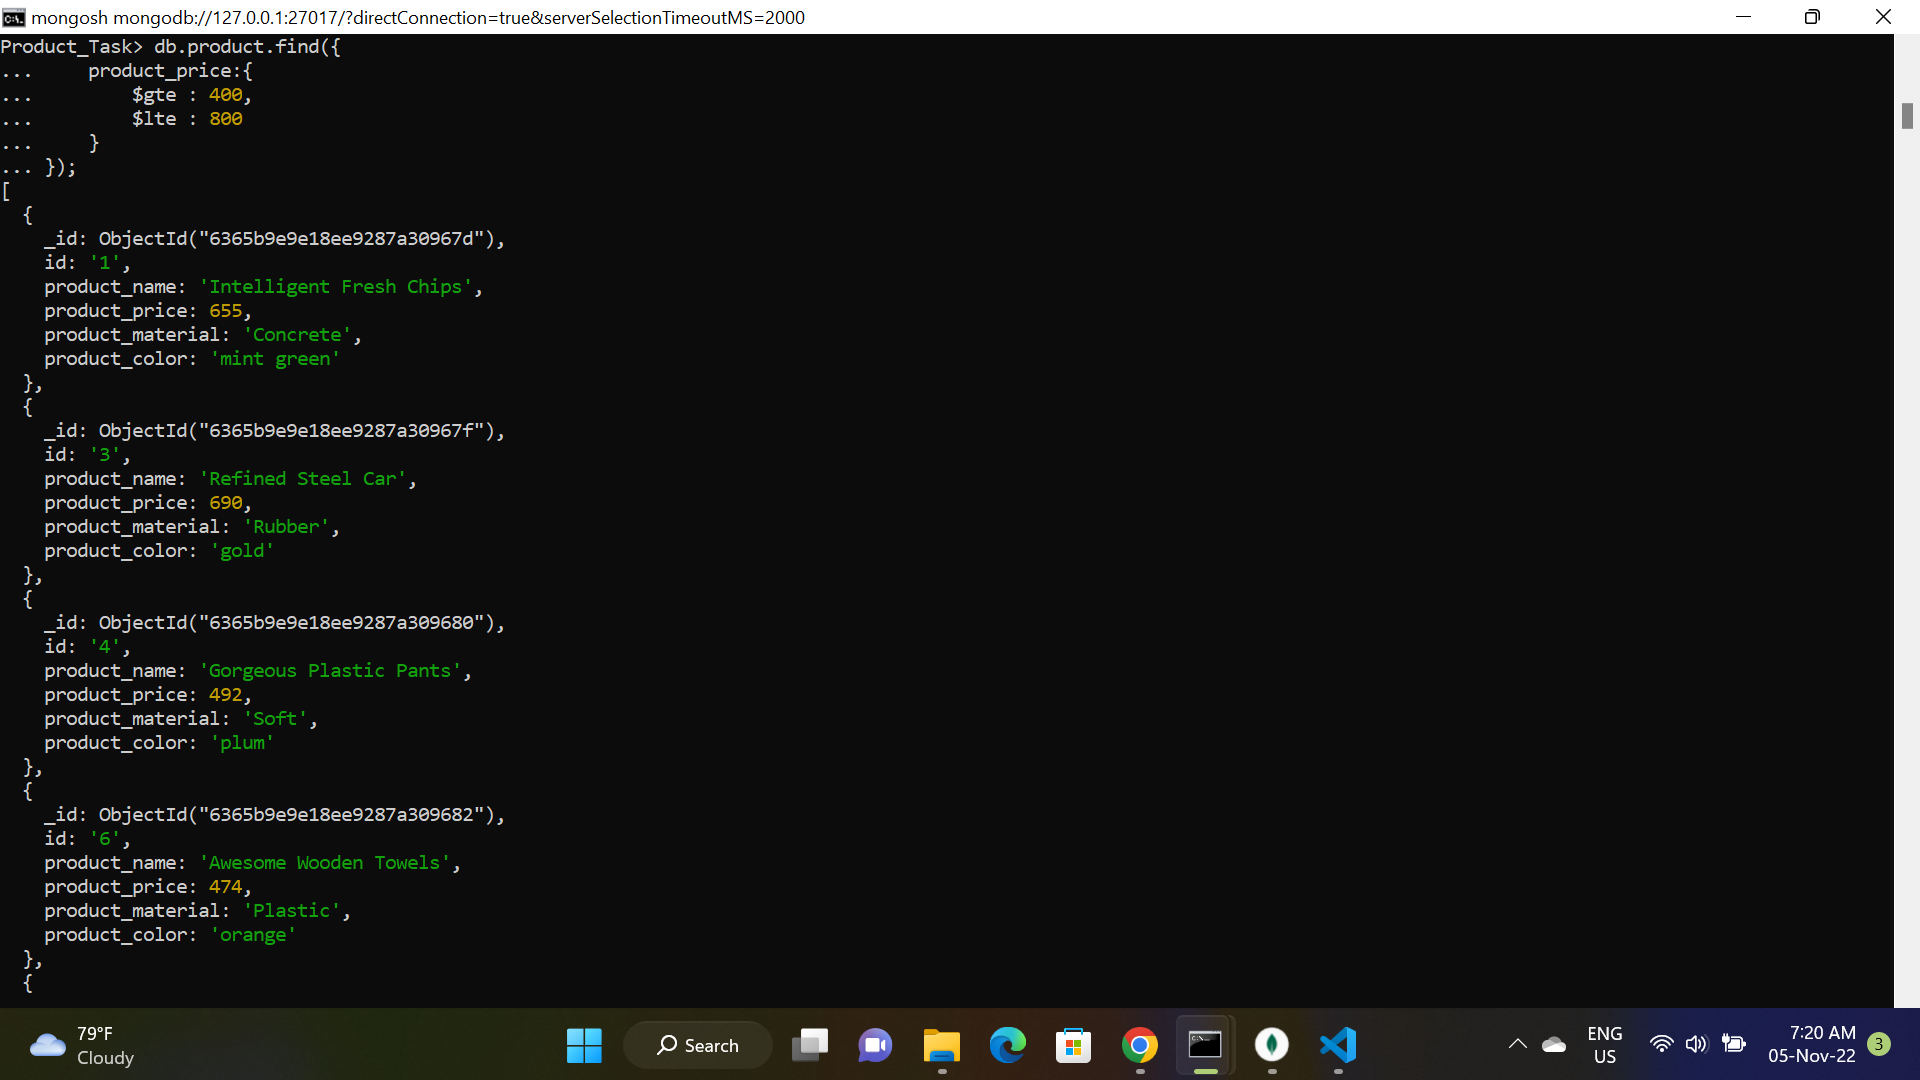 mongosh mongodb://127.0.0.1:27017/?directConnection=true&serverSelectionTimeoutMS=2000
Product_Task> db.product.find({
...     product_price:{
...         $gte : 400,
...         $lte : 800
...     }
... });
[
  {
    _id: ObjectId("6365b9e9e18ee9287a30967d"),
    id: '1',
    product_name: 'Intelligent Fresh Chips',
    product_price: 655,
    product_material: 'Concrete',
    product_color: 'mint green'
  },
  {
    _id: ObjectId("6365b9e9e18ee9287a30967f"),
    id: '3',
    product_name: 'Refined Steel Car',
    product_price: 690,
    product_material: 'Rubber',
    product_color: 'gold'
  },
  {
    _id: ObjectId("6365b9e9e18ee9287a309680"),
    id: '4',
    product_name: 'Gorgeous Plastic Pants',
    product_price: 492,
    product_material: 'Soft',
    product_color: 'plum'
  },
  {
    _id: ObjectId("6365b9e9e18ee9287a309682"),
    id: '6',
    product_name: 'Awesome Wooden Towels',
    product_price: 474,
    product_material: 'Plastic',
    product_color: 'orange'
  },
  {
79°F
Cloudy
Search
ENG
US
7:20 AM
05-Nov-22
3